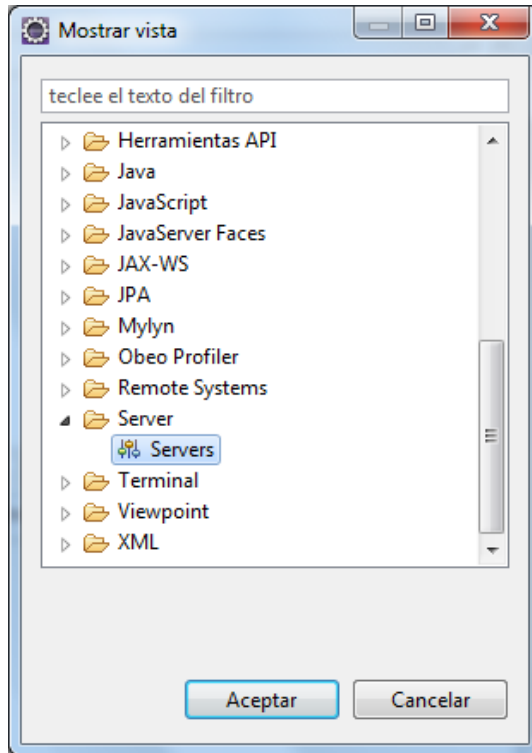 Mostrar vista
teclee el texto del filtro
Herramientas API
Java
JavaScript
JavaServer Faces
JAX-WS
JPA
Mylyn
Obeo Profiler
Remote Systems
Server
Servers
Terminal
Viewpoint
XML
Aceptar Cancelar